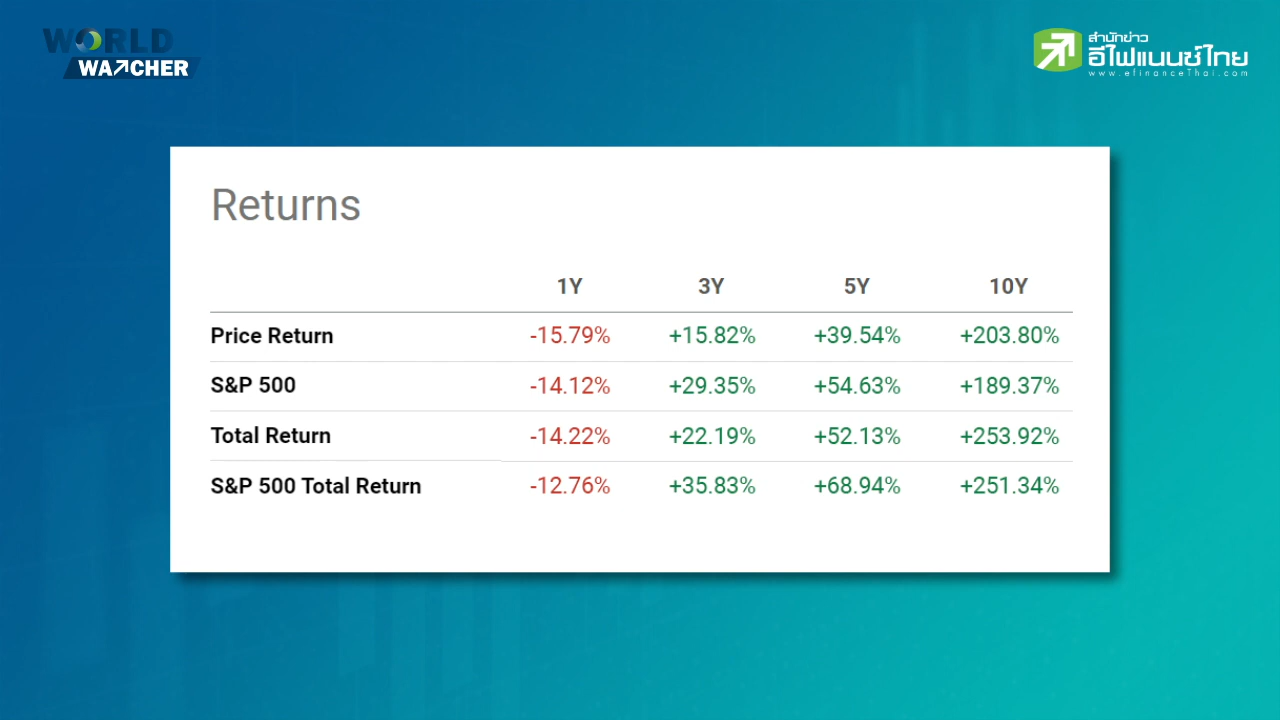 WORLD
WATCHER
สำนักข่าว
อีไฟแนนซ์ไทย
www.efinanceThai.com
Returns
1Y 3Y 5Y 10Y
Price Return -15.79% +15.82% +39.54% +203.80%
S&P 500 -14.12% +29.35% +54.63% +189.37%
Total Return -14.22% +22.19% +52.13% +253.92%
S&P 500 Total Return -12.76% +35.83% +68.94% +251.34%